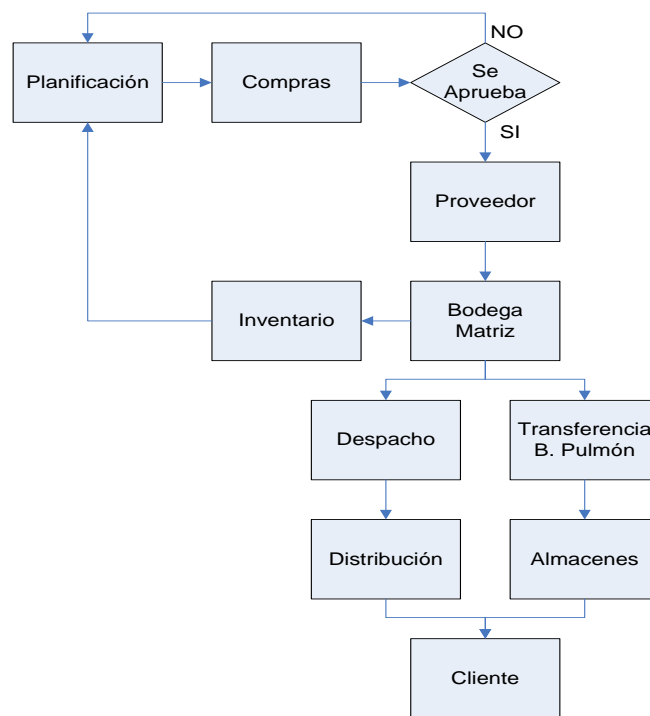 NO
Planificación
Compras
Se
Aprueba
SI
Proveedor
Inventario
Bodega
Matriz
Despacho
Transferencia
B. Pulmón
Distribución
Almacenes
Cliente